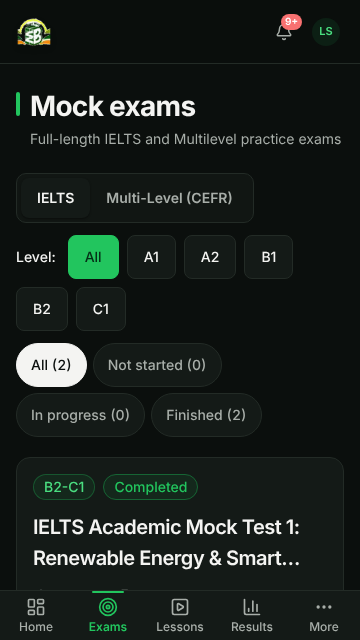 9+
LS
Mock exams
Full-length IELTS and Multilevel practice exams
IELTS
Multi-Level (CEFR)
Level:
All
A1
A2
B1
B2
C1
All (2)
Not started (0)
In progress (0)
Finished (2)
B2-C1
Completed
IELTS Academic Mock Test 1:
Renewable Energy & Smart...
Home
Exams
Lessons
Results
More